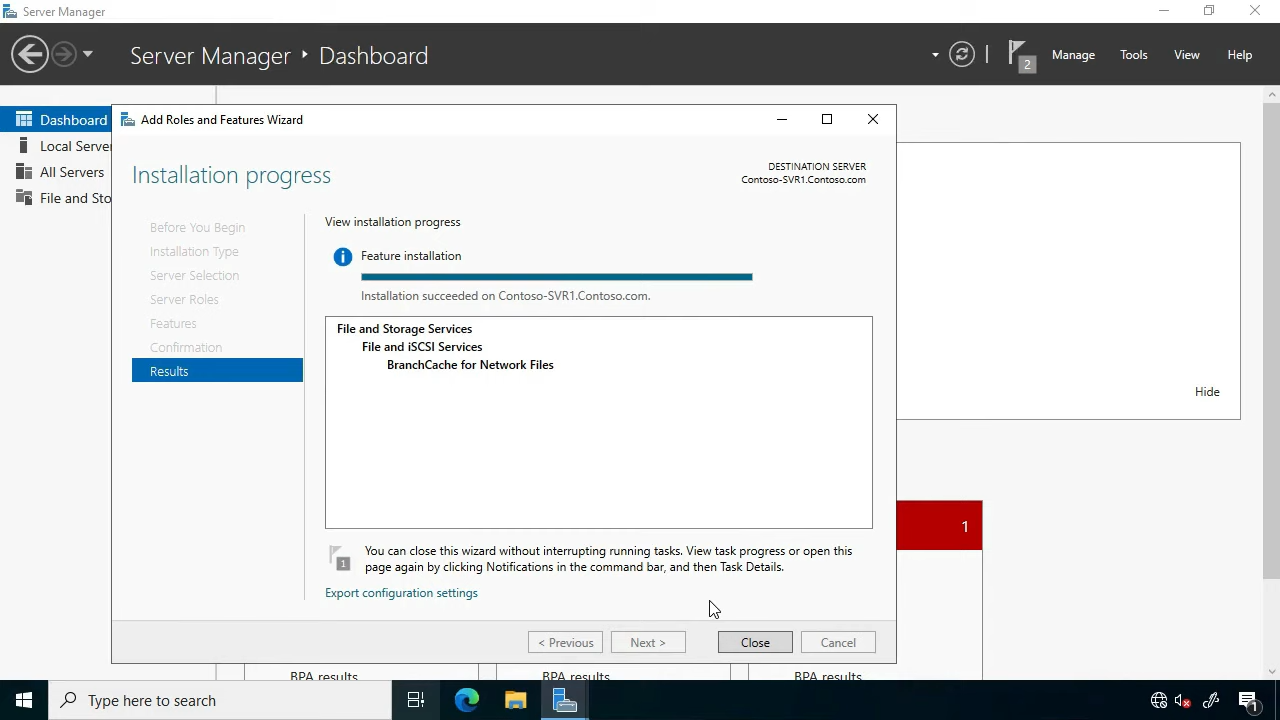 Server Manager
Server Manager ‣ Dashboard
2
Manage
Tools
View
Help
Dashboard
Local Server
All Servers
File and Sto
Add Roles and Features Wizard
Installation progress
DESTINATION SERVER
Contoso-SVR1.Contoso.com
Before You Begin
Installation Type
Server Selection
Server Roles
Features
Confirmation
Results
View installation progress
Feature installation
Installation succeeded on Contoso-SVR1.Contoso.com.
File and Storage Services
File and iSCSI Services
BranchCache for Network Files
1
You can close this wizard without interrupting running tasks. View task progress or open this
page again by clicking Notifications in the command bar, and then Task Details.
Export configuration settings
< Previous
Next >
Close
Cancel
Hide
1
BPA results
BPA results
BPA results
Type here to search
1